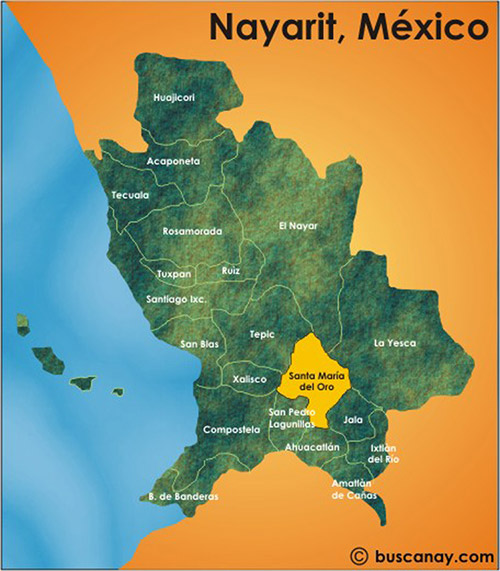 Nayarit, México
Huajicori
Acaponeta
Tecuala
El Nayar
Rosamorada
Tuxpan
Ruiz
Santiago Ixc.
San Blas
Tepic
La Yesca
Xalisco
Santa María
del Oro
San Pedro
Lagunillas
Compostela
Jala
Ahuacatlán
Ixtlán
del Río
Amatlán
de Cañas
B. de Banderas
© buscanay.com